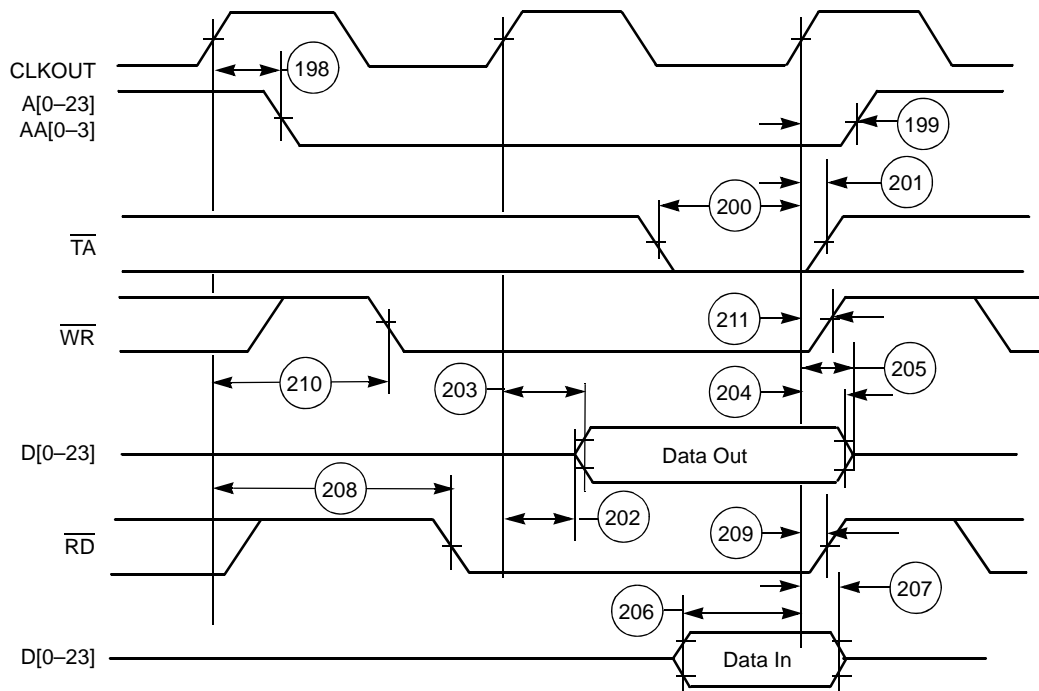 CLKOUT
198
A[0–23]
AA[0–3]
199
201
200
TA
211
WR
210
203
204
205
D[0–23]
Data Out
208
202
209
RD
206
207
D[0–23]
Data In